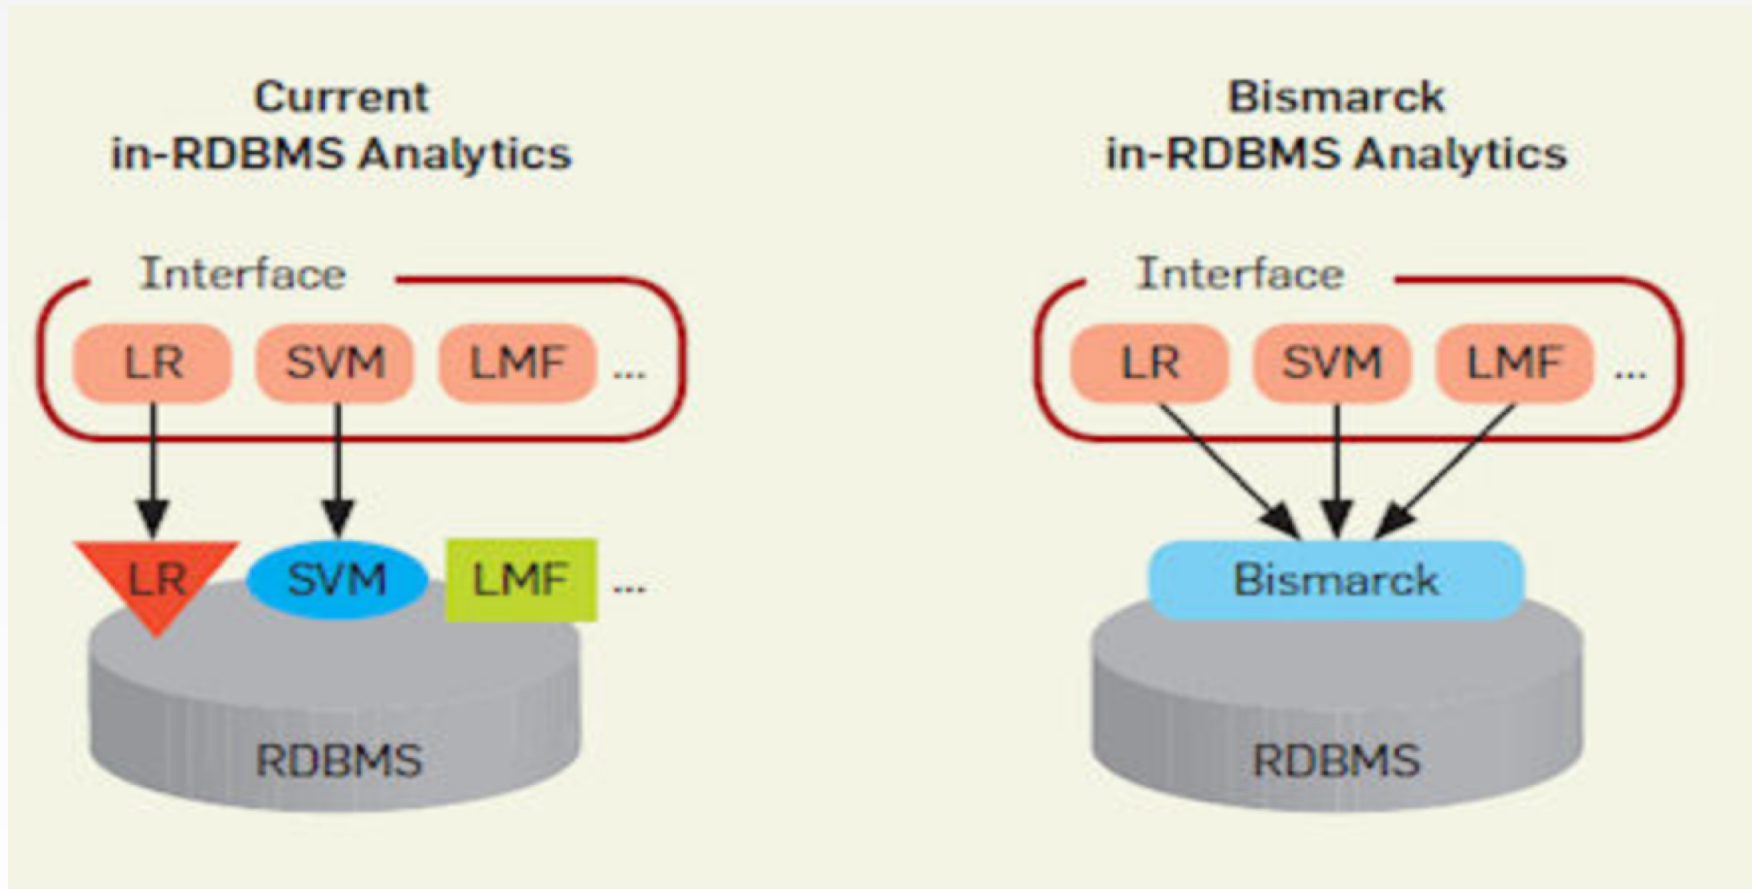 Current
in-RDBMS Analytics
Interface
LR SVM LMF ...
LR SVM LMF ...
RDBMS
Bismarck
in-RDBMS Analytics
Interface
LR SVM LMF ...
Bismarck
RDBMS